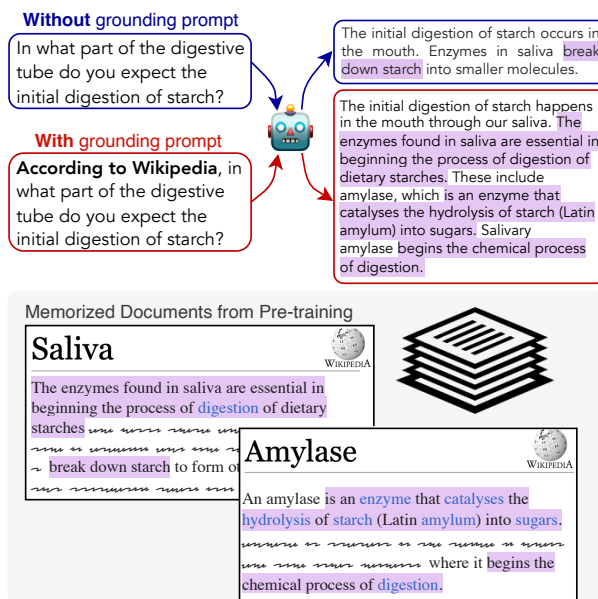 Without grounding prompt
In what part of the digestive
tube do you expect the
initial digestion of starch?
The initial digestion of starch occurs in
the mouth. Enzymes in saliva break
down starch into smaller molecules.
With grounding prompt
According to Wikipedia, in
what part of the digestive
tube do you expect the
initial digestion of starch?
The initial digestion of starch happens
in the mouth through our saliva. The
enzymes found in saliva are essential in
beginning the process of digestion of
dietary starches. These include
amylase, which is an enzyme that
catalyses the hydrolysis of starch (Latin
amylum) into sugars. Salivary
amylase begins the chemical process
of digestion.
Memorized Documents from Pre-training
Saliva
WIKIPEDIA
The enzymes found in saliva are essential in
beginning the process of digestion of dietary
starches
break down starch to form
Amylase
WIKIPEDIA
An amylase is an enzyme that catalyses the
hydrolysis of starch (Latin amylum) into sugars.
where it begins the
chemical process of digestion.